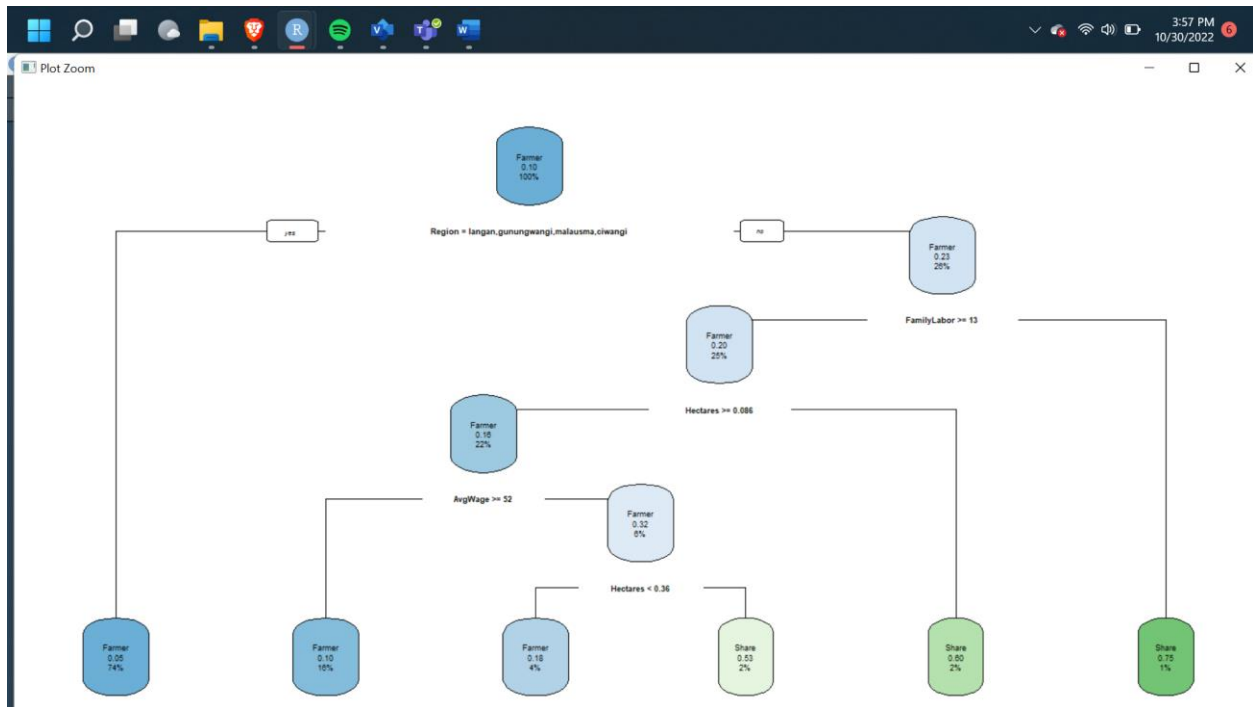 3:57 PM
10/30/2022
6
Plot Zoom
Farmer
0.10
100%
yes
Region = langan,gunungwangi,malausma,ciwangi
no
Farmer
0.23
26%
FamilyLabor >= 13
Farmer
0.20
25%
Hectares >= 0.086
Farmer
0.16
22%
AvgWage >= 52
Farmer
0.32
6%
Hectares < 0.36
Farmer
0.05
74%
Farmer
0.10
16%
Farmer
0.18
4%
Share
0.53
2%
Share
0.60
2%
Share
0.75
1%